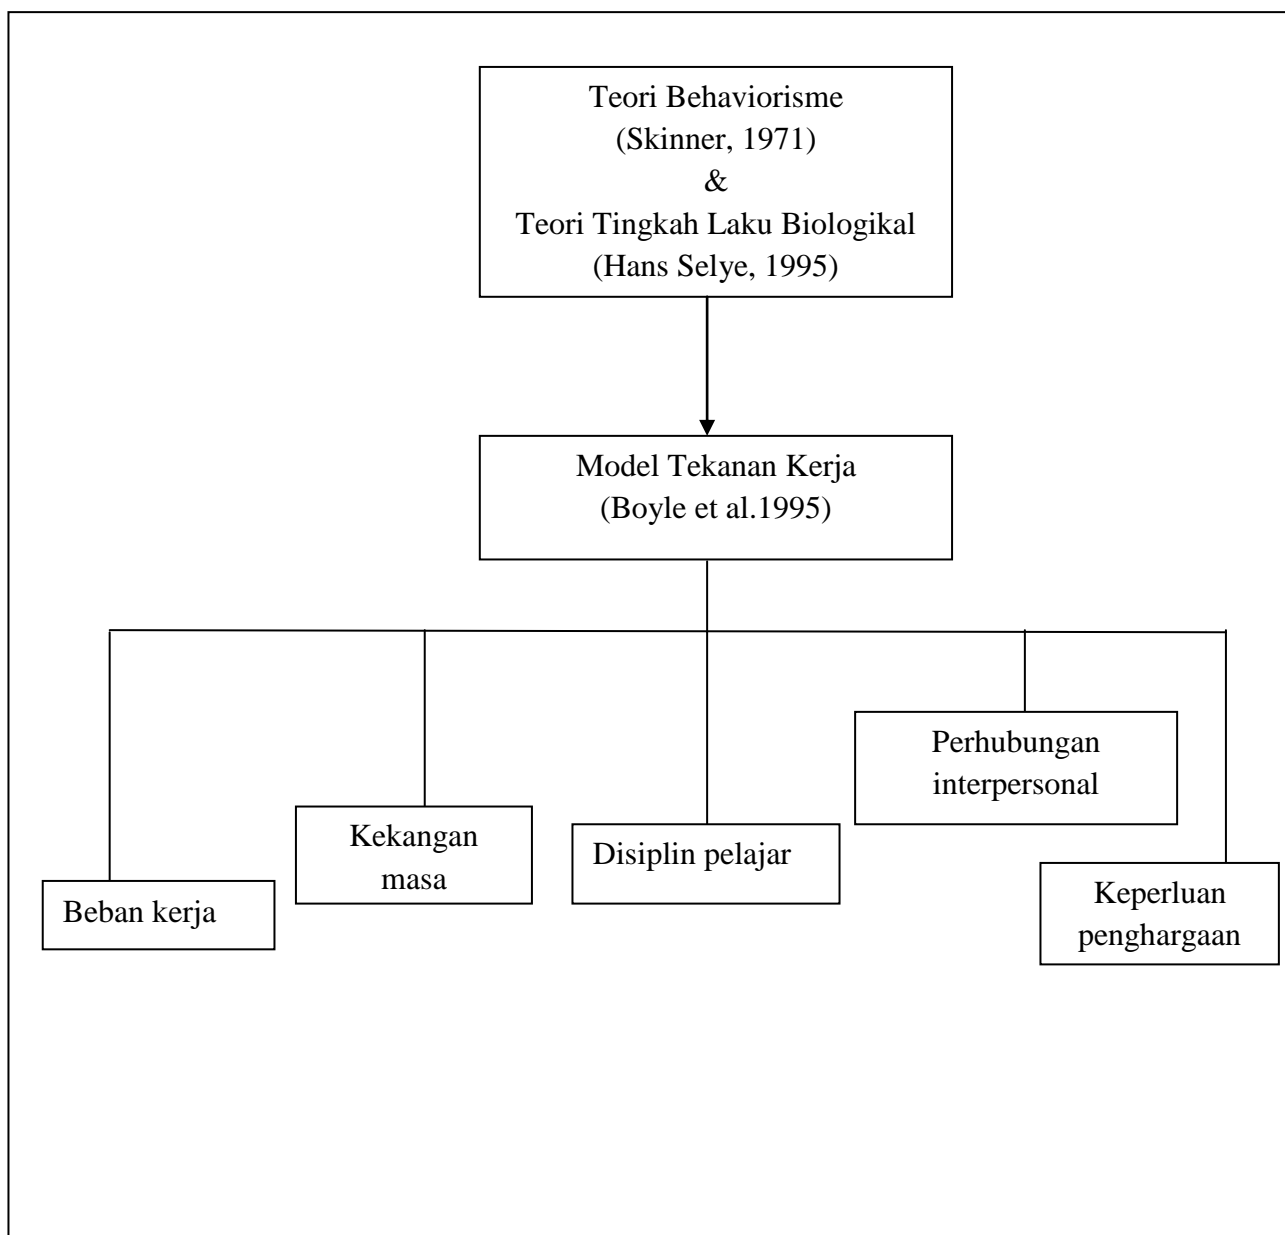 Teori Behaviorisme
(Skinner, 1971)
&
Teori Tingkah Laku Biologikal
(Hans Selye, 1995)
Model Tekanan Kerja
(Boyle et al.1995)
Beban kerja
Kekangan
masa
Disiplin pelajar
Perhubungan
interpersonal
Keperluan
penghargaan